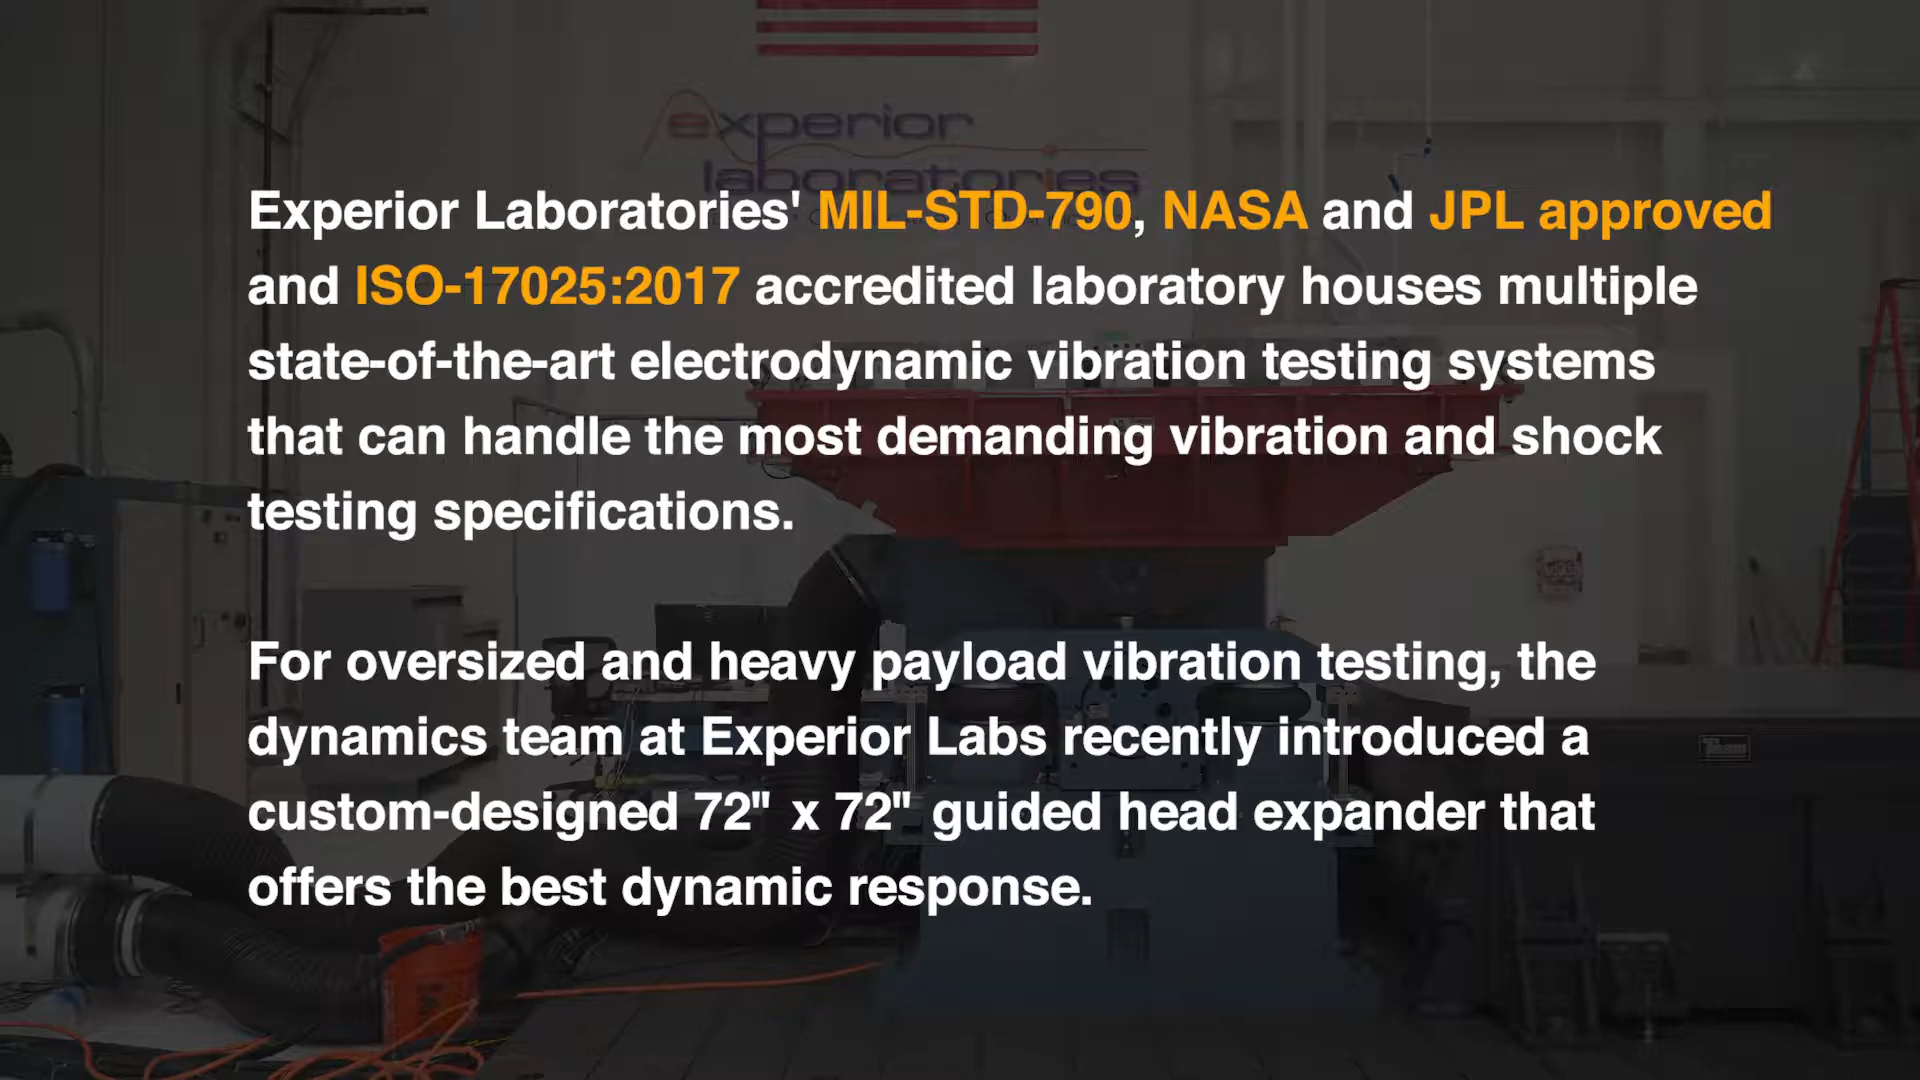 experior
laboratories
Experior Laboratories' MIL-STD-790, NASA and JPL approved
and ISO-17025:2017 accredited laboratory houses multiple
state-of-the-art electrodynamic vibration testing systems
that can handle the most demanding vibration and shock
testing specifications.
For oversized and heavy payload vibration testing, the
dynamics team at Experior Labs recently introduced a
custom-designed 72" x 72" guided head expander that
offers the best dynamic response.